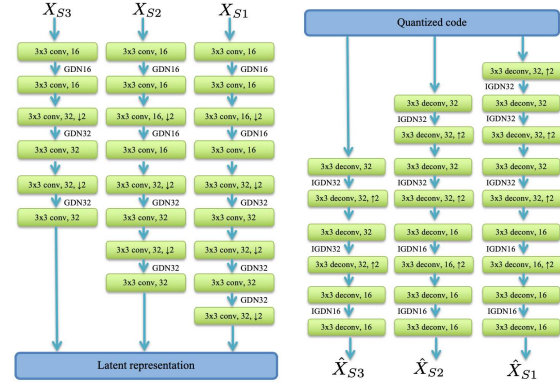 X_{S3}
3x3 conv, 16
GDN16
3x3 conv, 16
3x3 conv, 32, ↓2
GDN32
3x3 conv, 32
3x3 conv, 32, ↓2
GDN32
3x3 conv, 32
X_{S2}
3x3 conv, 16
GDN16
3x3 conv, 16
3x3 conv, 16, ↓2
GDN16
3x3 conv, 16
3x3 conv, 32, ↓2
GDN32
3x3 conv, 32
3x3 conv, 32, ↓2
GDN32
3x3 conv, 32
X_{S1}
3x3 conv, 16
GDN16
3x3 conv, 16
3x3 conv, 16, ↓2
GDN16
3x3 conv, 16
3x3 conv, 32, ↓2
GDN32
3x3 conv, 32
3x3 conv, 32, ↓2
GDN32
3x3 conv, 32
GDN32
3x3 conv, 32, ↓2
Latent representation
Quantized code
3x3 deconv, 32
IGDN32
3x3 deconv, 32, ↑2
3x3 deconv, 32
IGDN32
3x3 deconv, 32, ↑2
3x3 deconv, 16
IGDN16
3x3 deconv, 16
X̂_{S3}
3x3 deconv, 32
IGDN32
3x3 deconv, 32, ↑2
3x3 deconv, 32
IGDN32
3x3 deconv, 32, ↑2
3x3 deconv, 16
IGDN16
3x3 deconv, 16, ↑2
3x3 deconv, 16
IGDN16
3x3 deconv, 16
X̂_{S2}
3x3 deconv, 32, ↑2
IGDN32
3x3 deconv, 32
IGDN32
3x3 deconv, 32, ↑2
3x3 deconv, 32
IGDN32
3x3 deconv, 32, ↑2
3x3 deconv, 16
IGDN16
3x3 deconv, 16, ↑2
3x3 deconv, 16
IGDN16
3x3 deconv, 16
X̂_{S1}